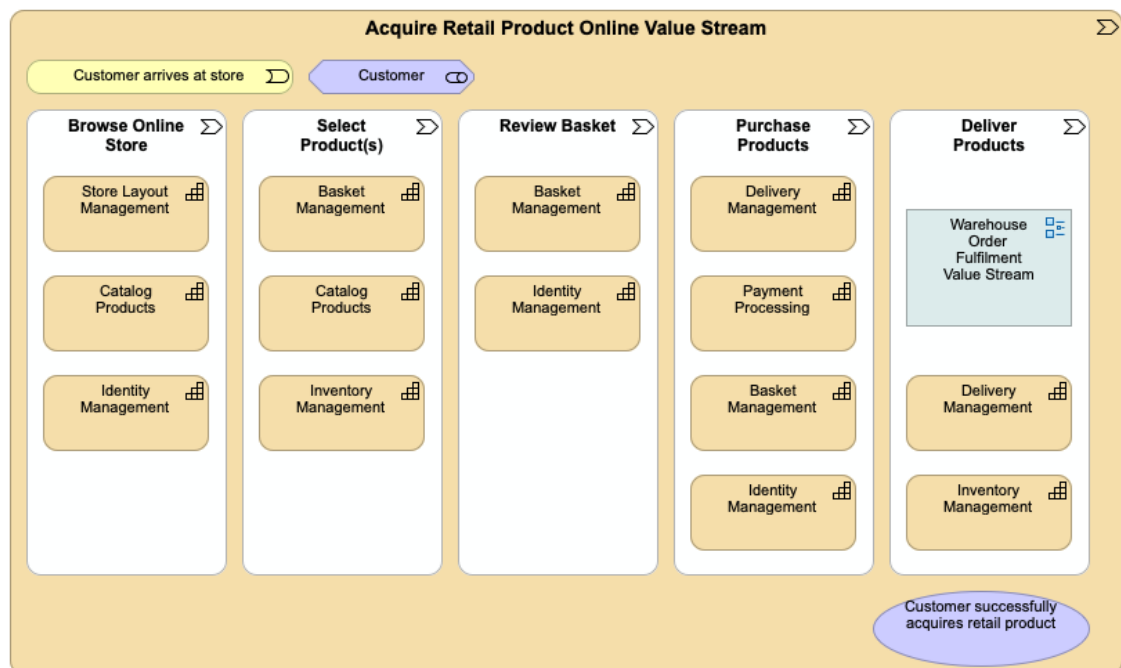 Acquire Retail Product Online Value Stream
Customer arrives at store
Customer
Browse Online
Store
Store Layout
Management
Catalog
Products
Identity
Management
Select
Product(s)
Basket
Management
Catalog
Products
Inventory
Management
Review Basket
Basket
Management
Identity
Management
Purchase
Products
Delivery
Management
Payment
Processing
Basket
Management
Identity
Management
Deliver
Products
Warehouse
Order
Fulfilment
Value Stream
Delivery
Management
Inventory
Management
Customer successfully
acquires retail product